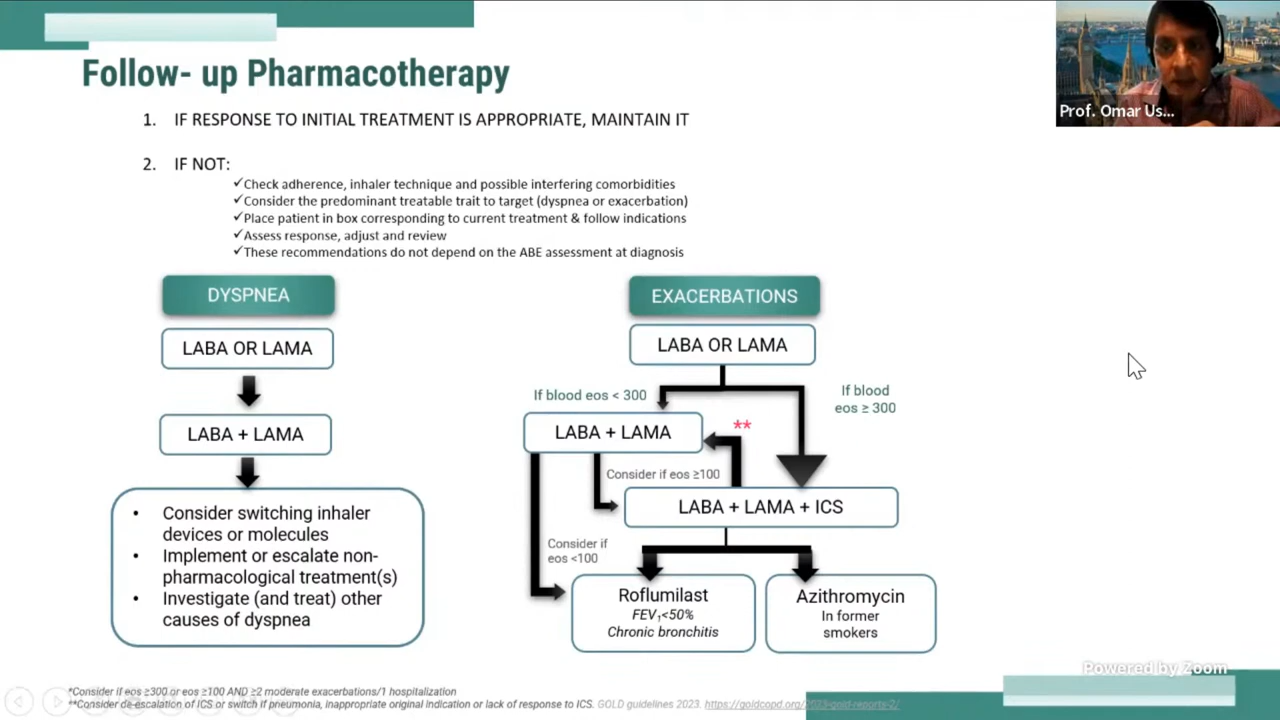 Follow- up Pharmacotherapy
Prof. Omar Us...
1. IF RESPONSE TO INITIAL TREATMENT IS APPROPRIATE, MAINTAIN IT
2. IF NOT:
✓Check adherence, inhaler technique and possible interfering comorbidities
✓Consider the predominant treatable trait to target (dyspnea or exacerbation)
✓Place patient in box corresponding to current treatment & follow indications
✓Assess response, adjust and review
✓These recommendations do not depend on the ABE assessment at diagnosis
DYSPNEA
LABA OR LAMA
LABA + LAMA
• Consider switching inhaler
devices or molecules
• Implement or escalate non-
pharmacological treatment(s)
• Investigate (and treat) other
causes of dyspnea
EXACERBATIONS
LABA OR LAMA
If blood eos < 300
If blood
eos ≥ 300
LABA + LAMA
**
Consider if eos ≥100
LABA + LAMA + ICS
Consider if
eos <100
Roflumilast
FEV₁<50%
Chronic bronchitis
Azithromycin
In former
smokers
Powered by Zoom
*Consider if eos ≥300 or eos ≥100 AND ≥2 moderate exacerbations/1 hospitalization
**Consider de-escalation of ICS or switch if pneumonia, inappropriate original indication or lack of response to ICS. GOLD guidelines 2023. https://goldcopd.org/2023-gold-reports-2/